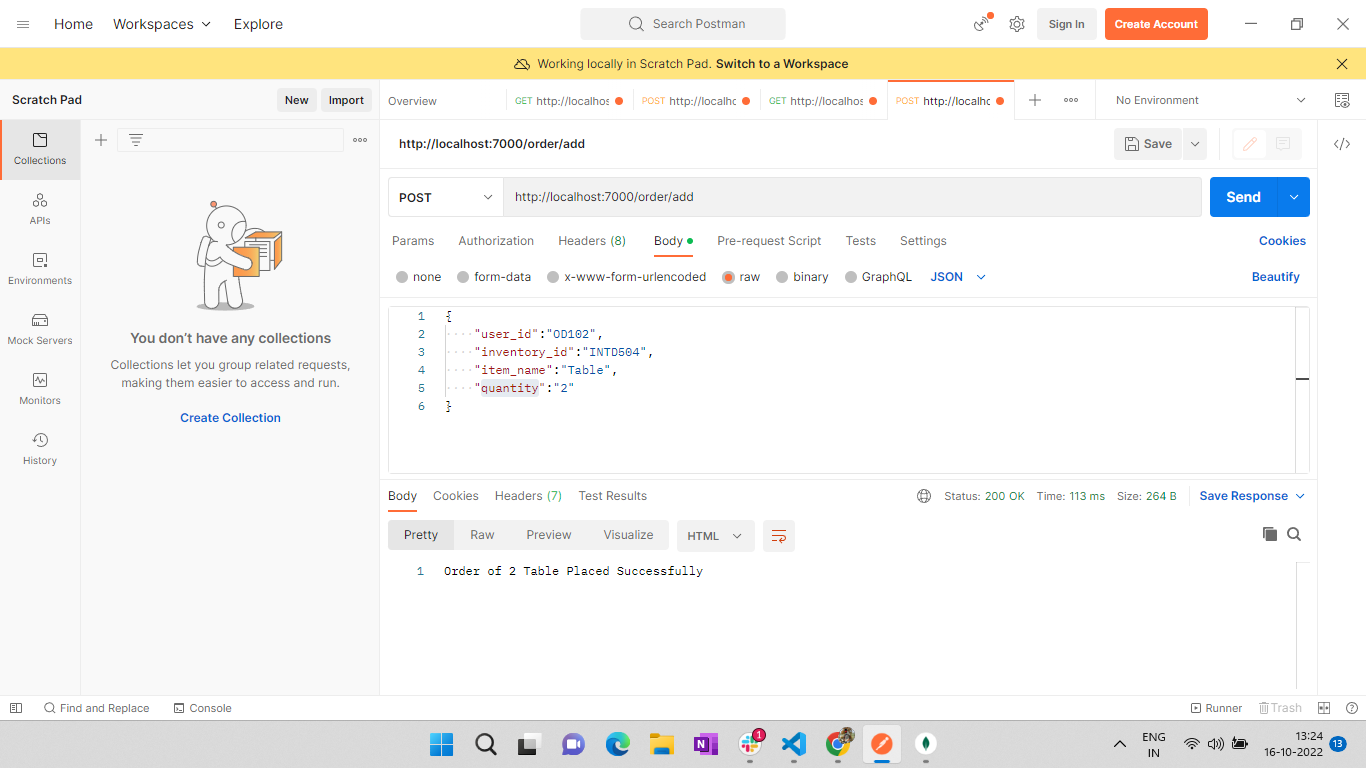 Home Workspaces Explore Search Postman Sign In Create Account
Working locally in Scratch Pad. Switch to a Workspace
Scratch Pad New Import Overview GET http://localhos POST http://localhc GET http://localhos POST http://localhc No Environment
Collections
APIs
Environments
Mock Servers
Monitors
History
You don't have any collections
Collections let you group related requests,
making them easier to access and run.
Create Collection
http://localhost:7000/order/add Save
POST http://localhost:7000/order/add Send
Params Authorization Headers (8) Body Pre-request Script Tests Settings Cookies
none form-data x-www-form-urlencoded raw binary GraphQL JSON Beautify
1 {
2 "user_id":"OD102",
3 "inventory_id":"INTD504",
4 "item_name":"Table",
5 "quantity":"2"
6 }
Body Cookies Headers (7) Test Results Status: 200 OK Time: 113 ms Size: 264 B Save Response
Pretty Raw Preview Visualize HTML
1 Order of 2 Table Placed Successfully
Find and Replace Console Runner Trash
1
N
ENG
IN
13:24
16-10-2022
13